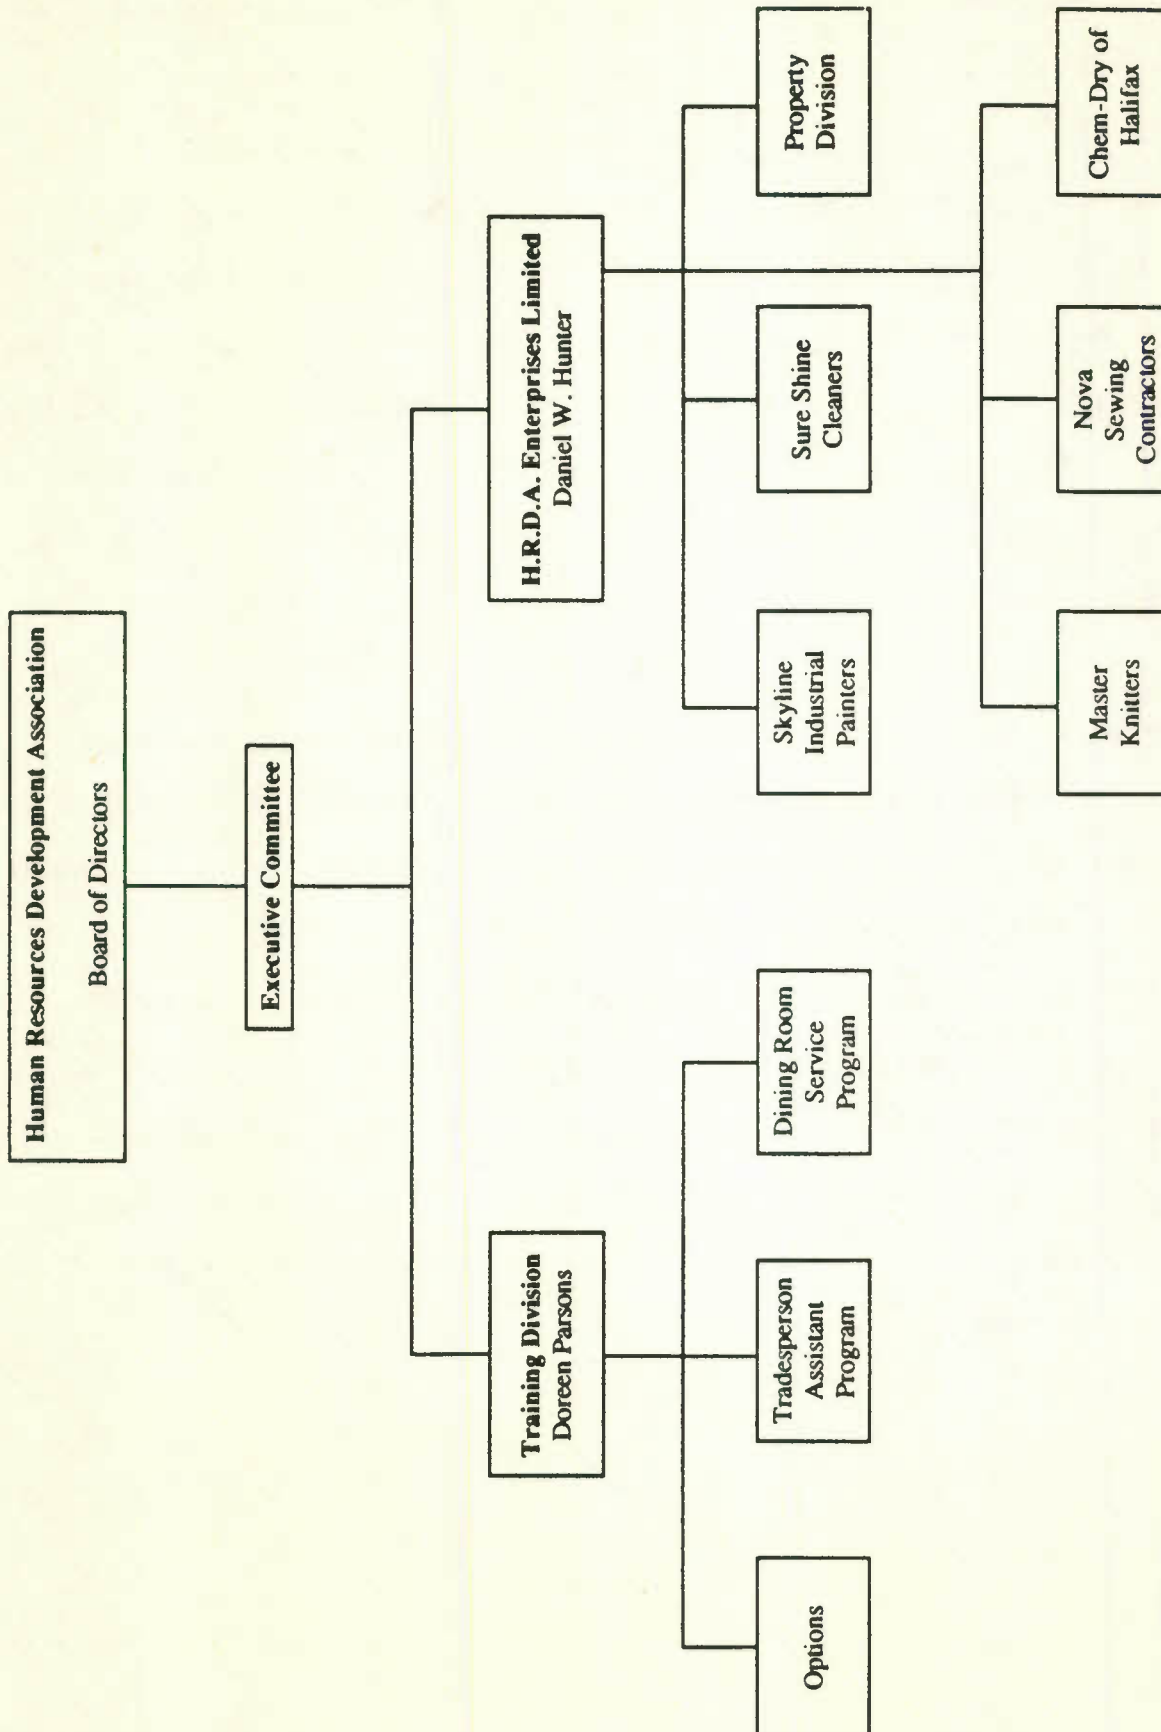 Human Resources Development Association
Board of Directors
Executive Committee
Training Division
Doreen Parsons
H.R.D.A. Enterprises Limited
Daniel W. Hunter
Options
Tradesperson
Assistant
Program
Dining Room
Service
Program
Skyline
Industrial
Painters
Sure Shine
Cleaners
Property
Division
Master
Knitters
Nova
Sewing
Contractors
Chem-Dry of
Halifax